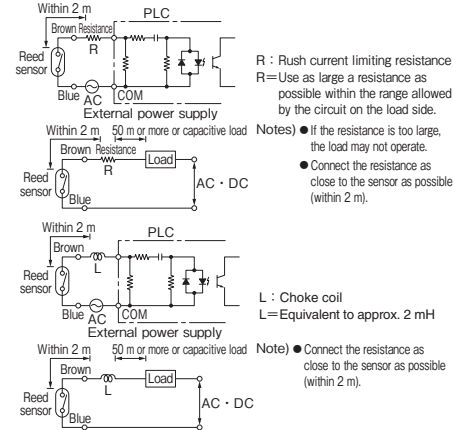 Within 2 m
PLC
Brown Resistance
R
Reed
sensor
Blue AC COM
External power supply
R : Rush current limiting resistance
R=Use as large a resistance as
possible within the range allowed
by the circuit on the load side.
Within 2 m 50 m or more or capacitive load
Brown Resistance
R
Load
Reed
sensor
AC・DC
Blue
Notes) ● If the resistance is too large,
the load may not operate.
● Connect the resistance as
close to the sensor as possible
(within 2 m).
Within 2 m
PLC
Brown
L
Reed
sensor
Blue AC COM
External power supply
L : Choke coil
L=Equivalent to approx. 2 mH
Within 2 m 50 m or more or capacitive load
Brown
L
Load
Reed
sensor
AC・DC
Blue
Note) ● Connect the resistance as
close to the sensor as possible
(within 2 m).